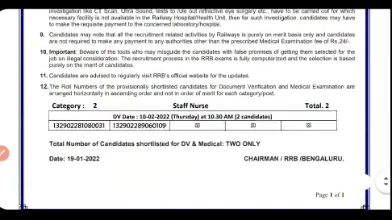 investigation like CT Scan, Ultra Sound, tests to rule out refractive eye surgery etc., have to be carried out for which
necessary facility is not available in the Railway Hospital/Health Unit, then for such investigation, candidates may have
to make the requisite payment to the concerned laboratory/hospital.
9. Candidates may note that all the recruitment related activities by Railways is purely on merit basis only and candidates
are not required to make any payment to any authorities other than the prescribed Medical Examination fee of Rs.24/-.
10. Important: Beware of the touts who may misguide the candidates with false promises of getting them selected for the
job on illegal consideration. The recruitment process in the RRB exams is fully computerized and the selection is based
purely on the merit of candidates.
11. Candidates are advised to regularly visit RRB's official website for the updates.
12. The Roll Numbers of the provisionally shortlisted candidates for Document Verification and Medical Examination are
arranged horizontally in ascending order and not in order of merit for each category/post.
Category : 2 Staff Nurse Total. 2
DV Date : 10-02-2022 (Thursday) at 10.30 AM (2 candidates)
132902281080031 132902289060109
Total Number of Candidates shortlisted for DV & Medical: TWO ONLY
Date: 19-01-2022 CHAIRMAN / RRB /BENGALURU.
Page 3 of 3